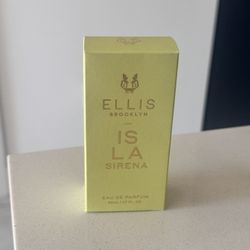 ELLIS
BROOKLYN
IS
LA
SIRENA
EAU DE PARFUM